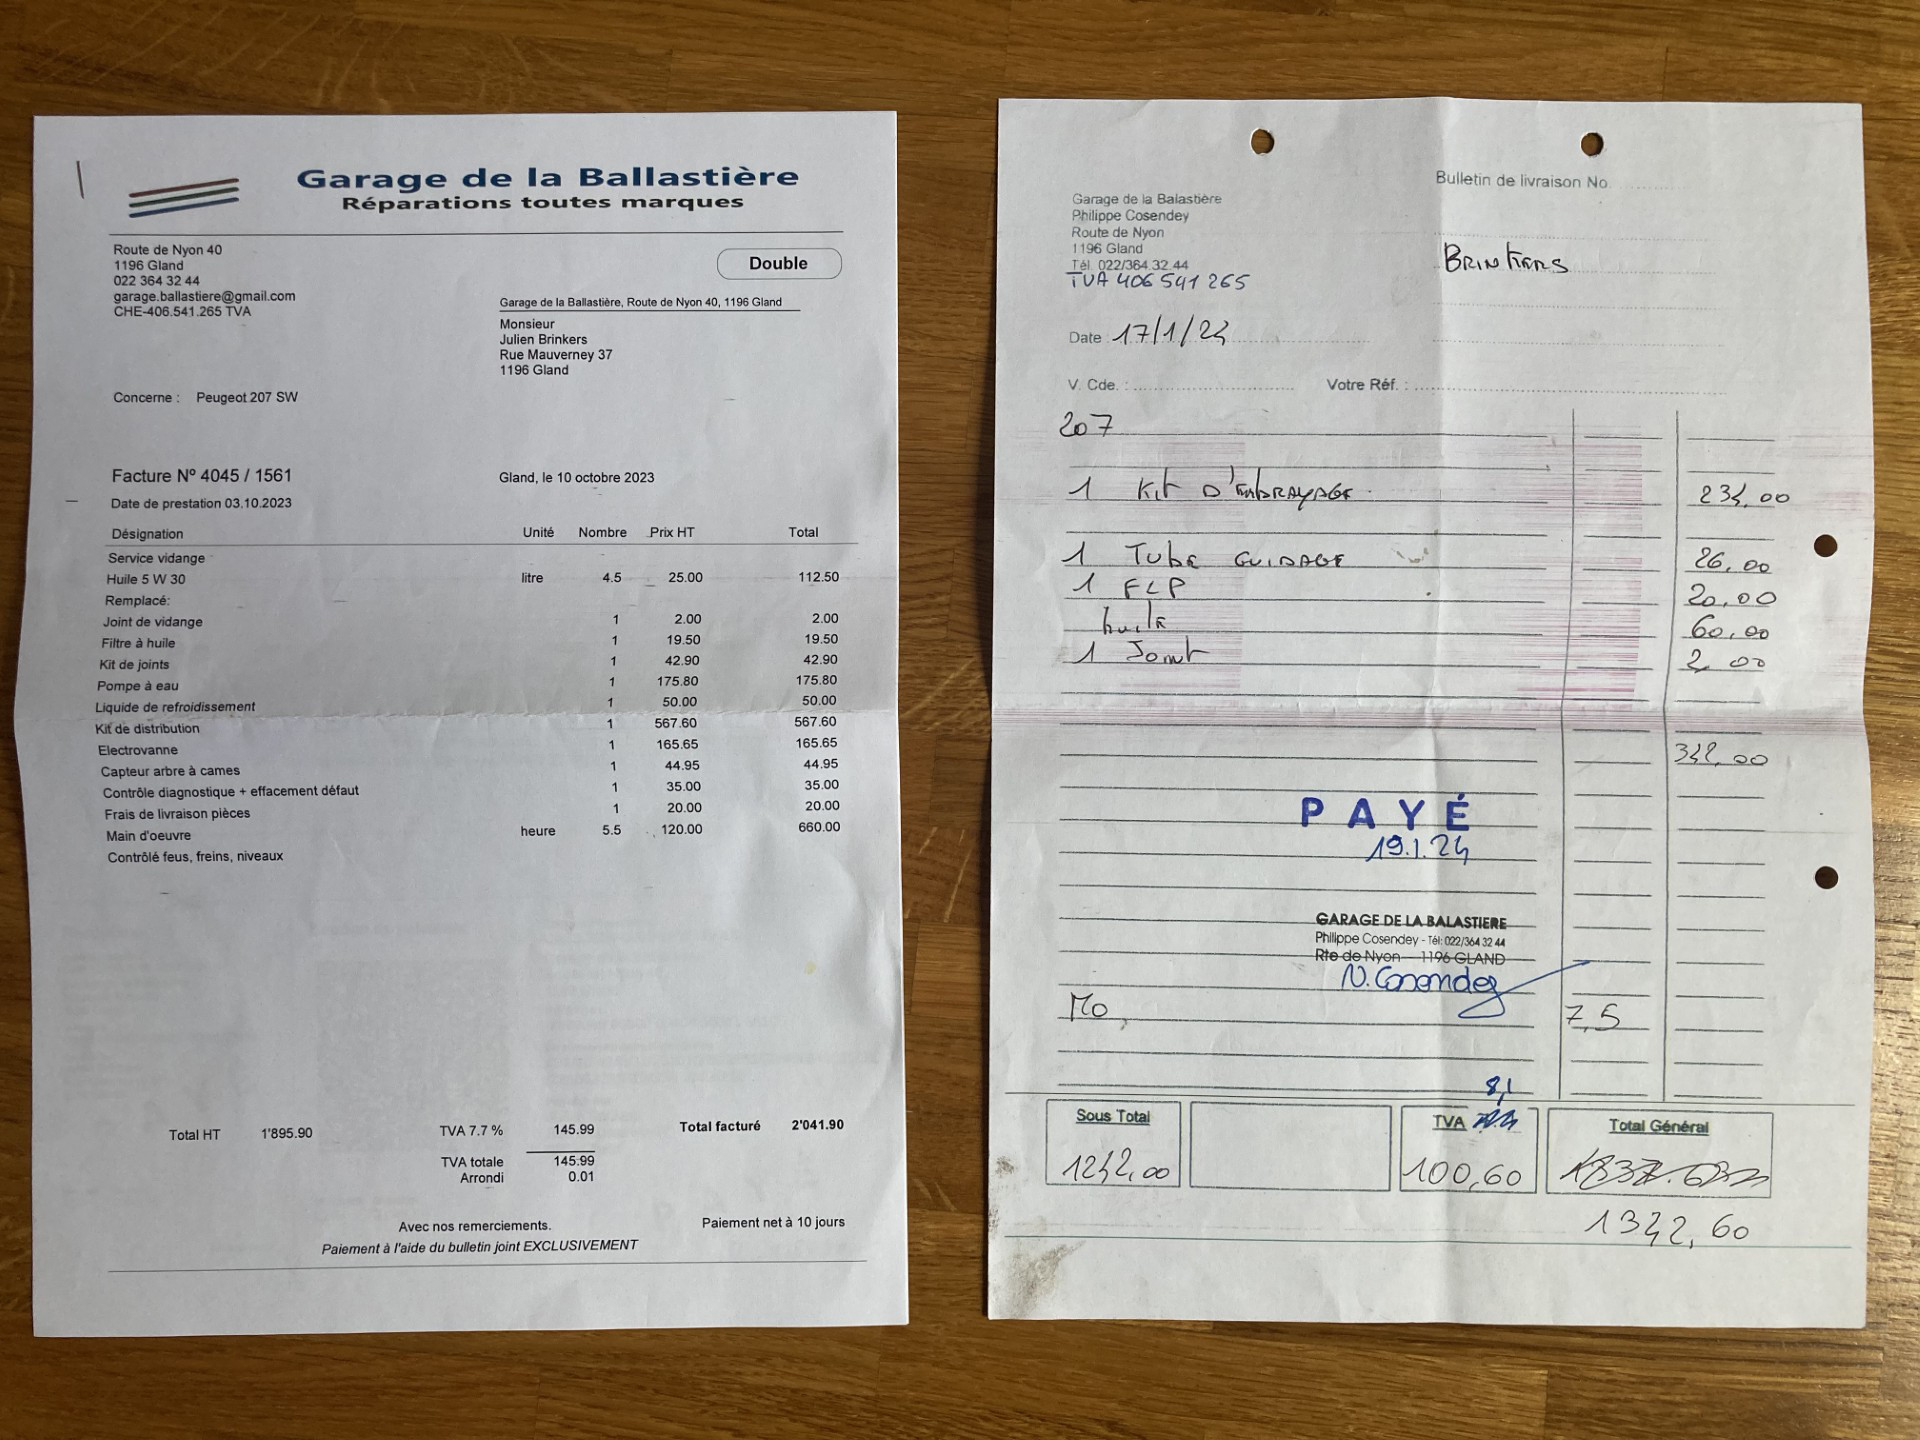 Garage de la Ballastière
Réparations toutes marques
Route de Nyon 40
1196 Gland
022 364 32 44
garage.ballastiere@gmail.com
CHE-406.541.265 TVA
Double
Garage de la Ballastière, Route de Nyon 40, 1196 Gland
Monsieur
Julien Brinkers
Rue Mauverney 37
1196 Gland
Concerne : Peugeot 207 SW
Facture Nº 4045 / 1561 Gland, le 10 octobre 2023
Date de prestation 03.10.2023
Désignation Unité Nombre Prix HT Total
Service vidange
Huile 5 W 30 litre 4.5 25.00 112.50
Remplacé:
Joint de vidange 1 2.00 2.00
Filtre à huile 1 19.50 19.50
Kit de joints 1 42.90 42.90
Pompe à eau 1 175.80 175.80
Liquide de refroidissement 1 50.00 50.00
Kit de distribution 1 567.60 567.60
Electrovanne 1 165.65 165.65
Capteur arbre à cames 1 44.95 44.95
Contrôle diagnostique + effacement défaut 1 35.00 35.00
Frais de livraison pièces 1 20.00 20.00
Main d'oeuvre heure 5.5 120.00 660.00
Contrôlé feus, freins, niveaux
Total HT 1'895.90 TVA 7.7 % 145.99 Total facturé 2'041.90
TVA totale 145.99
Arrondi 0.01
Avec nos remerciements. Paiement net à 10 jours
Paiement à l'aide du bulletin joint EXCLUSIVEMENT
Bulletin de livraison No.
Garage de la Balastière
Philippe Cosendey
Route de Nyon
1196 Gland
Tél. 022/364.32.44
TVA 406 541 265
Brinkers
Date : 17/1/24
V. Cde. : Votre Réf. :
207
1 Kit D'EMBRAYAGE 234,00
1 Tube GUIDAGE 26,00
1 FLP 20,00
huile 60,00
1 Joint 2,00
342,00
PAYÉ
19.1.24
GARAGE DE LA BALASTIERE
Philippe Cosendey - Tél: 022/364 32 44
Rte de Nyon 1196 GLAND
N. Cosendey
MO 7,5
8,1
Sous Total TVA Total Général
1242,00 100,60
1342,60